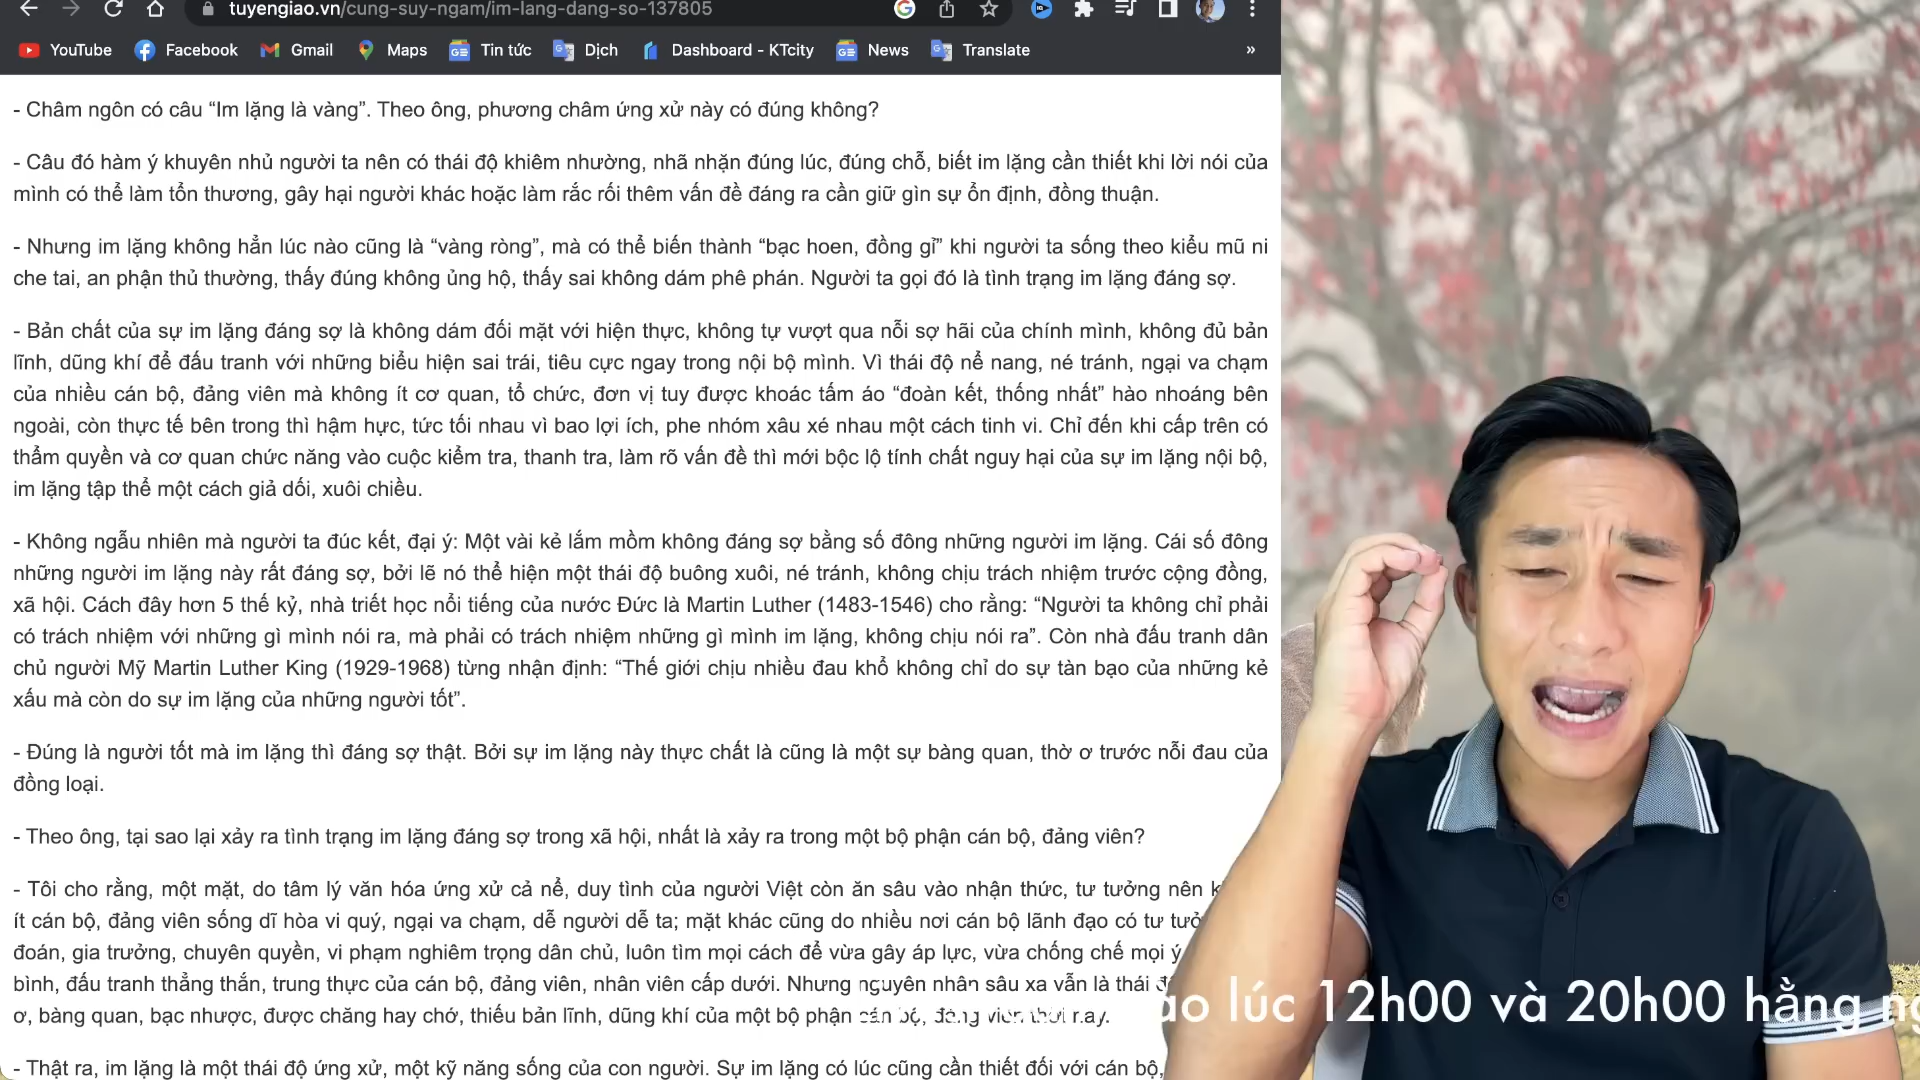 tuyengiao.vn/cung-suy-ngam/im-lang-dang-so-137805
YouTube Facebook Gmail Maps Tin tức Dịch Dashboard - KTcity News Translate »
- Châm ngôn có câu “Im lặng là vàng”. Theo ông, phương châm ứng xử này có đúng không?
- Câu đó hàm ý khuyên nhủ người ta nên có thái độ khiêm nhường, nhã nhặn đúng lúc, đúng chỗ, biết im lặng cần thiết khi lời nói của
mình có thể làm tổn thương, gây hại người khác hoặc làm rắc rối thêm vấn đề đáng ra cần giữ gìn sự ổn định, đồng thuận.
- Nhưng im lặng không hẳn lúc nào cũng là “vàng ròng”, mà có thể biến thành “bạc hoen, đồng gỉ” khi người ta sống theo kiểu mũ ni
che tai, an phận thủ thường, thấy đúng không ủng hộ, thấy sai không dám phê phán. Người ta gọi đó là tình trạng im lặng đáng sợ.
- Bản chất của sự im lặng đáng sợ là không dám đối mặt với hiện thực, không tự vượt qua nỗi sợ hãi của chính mình, không đủ bản
lĩnh, dũng khí để đấu tranh với những biểu hiện sai trái, tiêu cực ngay trong nội bộ mình. Vì thái độ nể nang, né tránh, ngại va chạm
của nhiều cán bộ, đảng viên mà không ít cơ quan, tổ chức, đơn vị tuy được khoác tấm áo “đoàn kết, thống nhất” hào nhoáng bên
ngoài, còn thực tế bên trong thì hậm hực, tức tối nhau vì bao lợi ích, phe nhóm xâu xé nhau một cách tinh vi. Chỉ đến khi cấp trên có
thẩm quyền và cơ quan chức năng vào cuộc kiểm tra, thanh tra, làm rõ vấn đề thì mới bộc lộ tính chất nguy hại của sự im lặng nội bộ,
im lặng tập thể một cách giả dối, xuôi chiều.
- Không ngẫu nhiên mà người ta đúc kết, đại ý: Một vài kẻ lắm mồm không đáng sợ bằng số đông những người im lặng. Cái số đông
những người im lặng này rất đáng sợ, bởi lẽ nó thể hiện một thái độ buông xuôi, né tránh, không chịu trách nhiệm trước cộng đồng,
xã hội. Cách đây hơn 5 thế kỷ, nhà triết học nổi tiếng của nước Đức là Martin Luther (1483-1546) cho rằng: “Người ta không chỉ phải
có trách nhiệm với những gì mình nói ra, mà phải có trách nhiệm những gì mình im lặng, không chịu nói ra”. Còn nhà đấu tranh dân
chủ người Mỹ Martin Luther King (1929-1968) từng nhận định: “Thế giới chịu nhiều đau khổ không chỉ do sự tàn bạo của những kẻ
xấu mà còn do sự im lặng của những người tốt”.
- Đúng là người tốt mà im lặng thì đáng sợ thật. Bởi sự im lặng này thực chất là cũng là một sự bàng quan, thờ ơ trước nỗi đau của
đồng loại.
- Theo ông, tại sao lại xảy ra tình trạng im lặng đáng sợ trong xã hội, nhất là xảy ra trong một bộ phận cán bộ, đảng viên?
- Tôi cho rằng, một mặt, do tâm lý văn hóa ứng xử cả nể, duy tình của người Việt còn ăn sâu vào nhận thức, tư tưởng nên
ít cán bộ, đảng viên sống dĩ hòa vi quý, ngại va chạm, dễ người dễ ta; mặt khác cũng do nhiều nơi cán bộ lãnh đạo có tư
đoán, gia trưởng, chuyên quyền, vi phạm nghiêm trọng dân chủ, luôn tìm mọi cách để vừa gây áp lực, vừa chống chế mọi ý
bình, đấu tranh thẳng thắn, trung thực của cán bộ, đảng viên, nhân viên cấp dưới. Nhưng nguyên nhân sâu xa vẫn là thái
ơ, bàng quan, bạc nhược, được chăng hay chớ, thiếu bản lĩnh, dũng khí của một bộ phận cán bộ,
lúc 12h00 và 20h00 hằng
- Thật ra, im lặng là một thái độ ứng xử, một kỹ năng sống của con người. Sự im lặng có lúc cũng cần thiết đối với cán bộ,